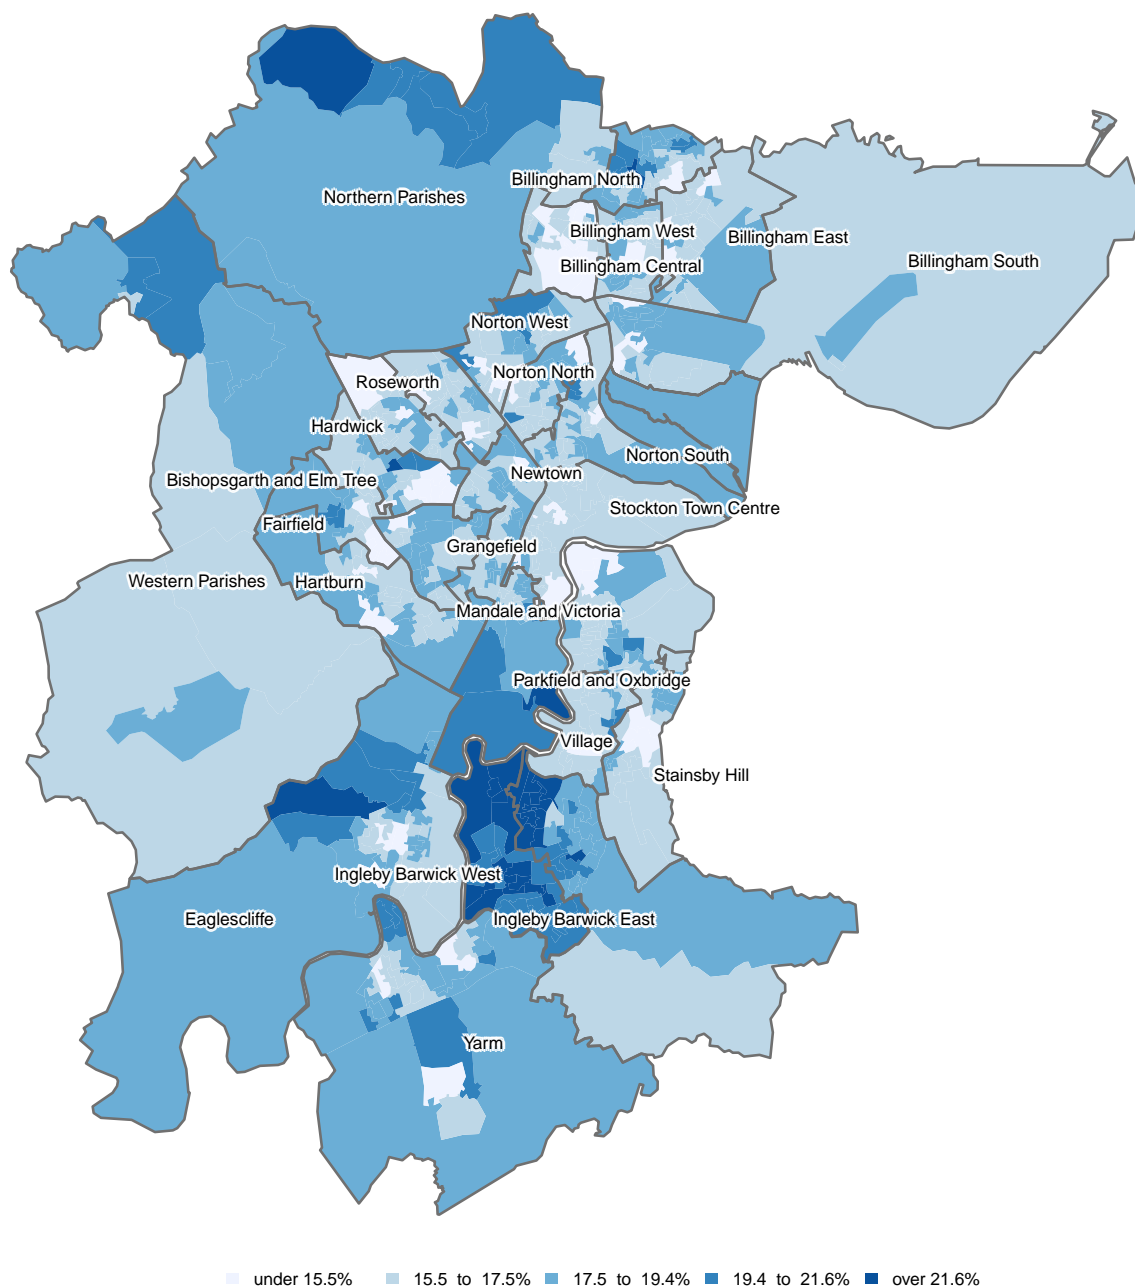 Billingham North
Northern Parishes
Billingham West
Billingham East
Billingham South
Billingham Central
Norton West
Norton North
Roseworth
Hardwick
Norton South
Newtown
Bishopsgarth and Elm Tree
Stockton Town Centre
Fairfield
Grangefield
Western Parishes
Hartburn
Mandale and Victoria
Parkfield and Oxbridge
Village
Stainsby Hill
Ingleby Barwick West
Eaglescliffe
Ingleby Barwick East
Yarm
under 15.5% 15.5 to 17.5% 17.5 to 19.4% 19.4 to 21.6% over 21.6%